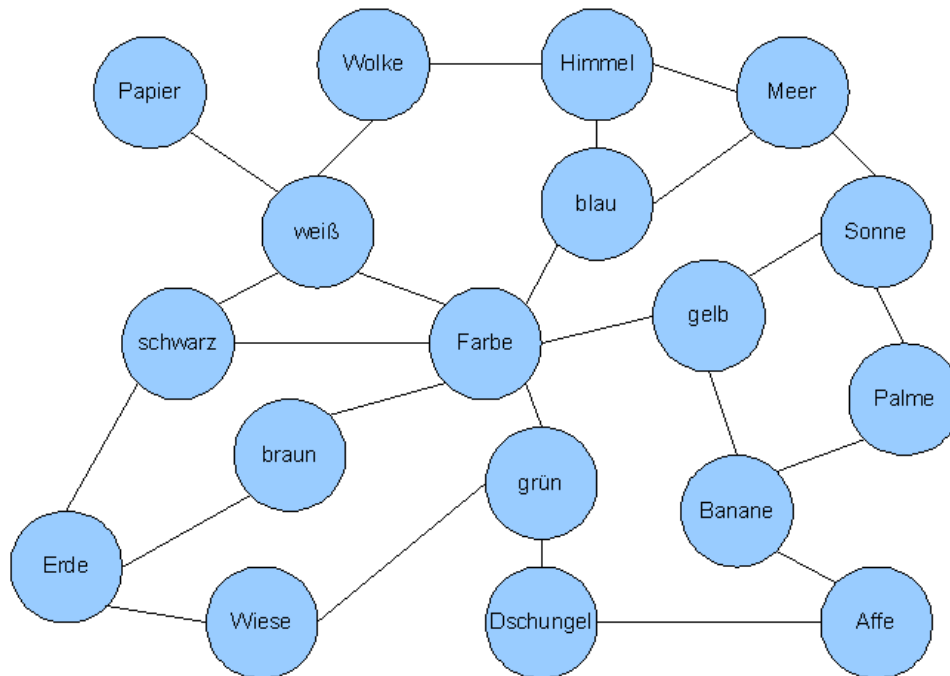 Wolke
Himmel
Papier
Meer
blau
weiß
Sonne
gelb
schwarz
Farbe
Palme
braun
grün
Banane
Erde
Wiese
Dschungel
Affe